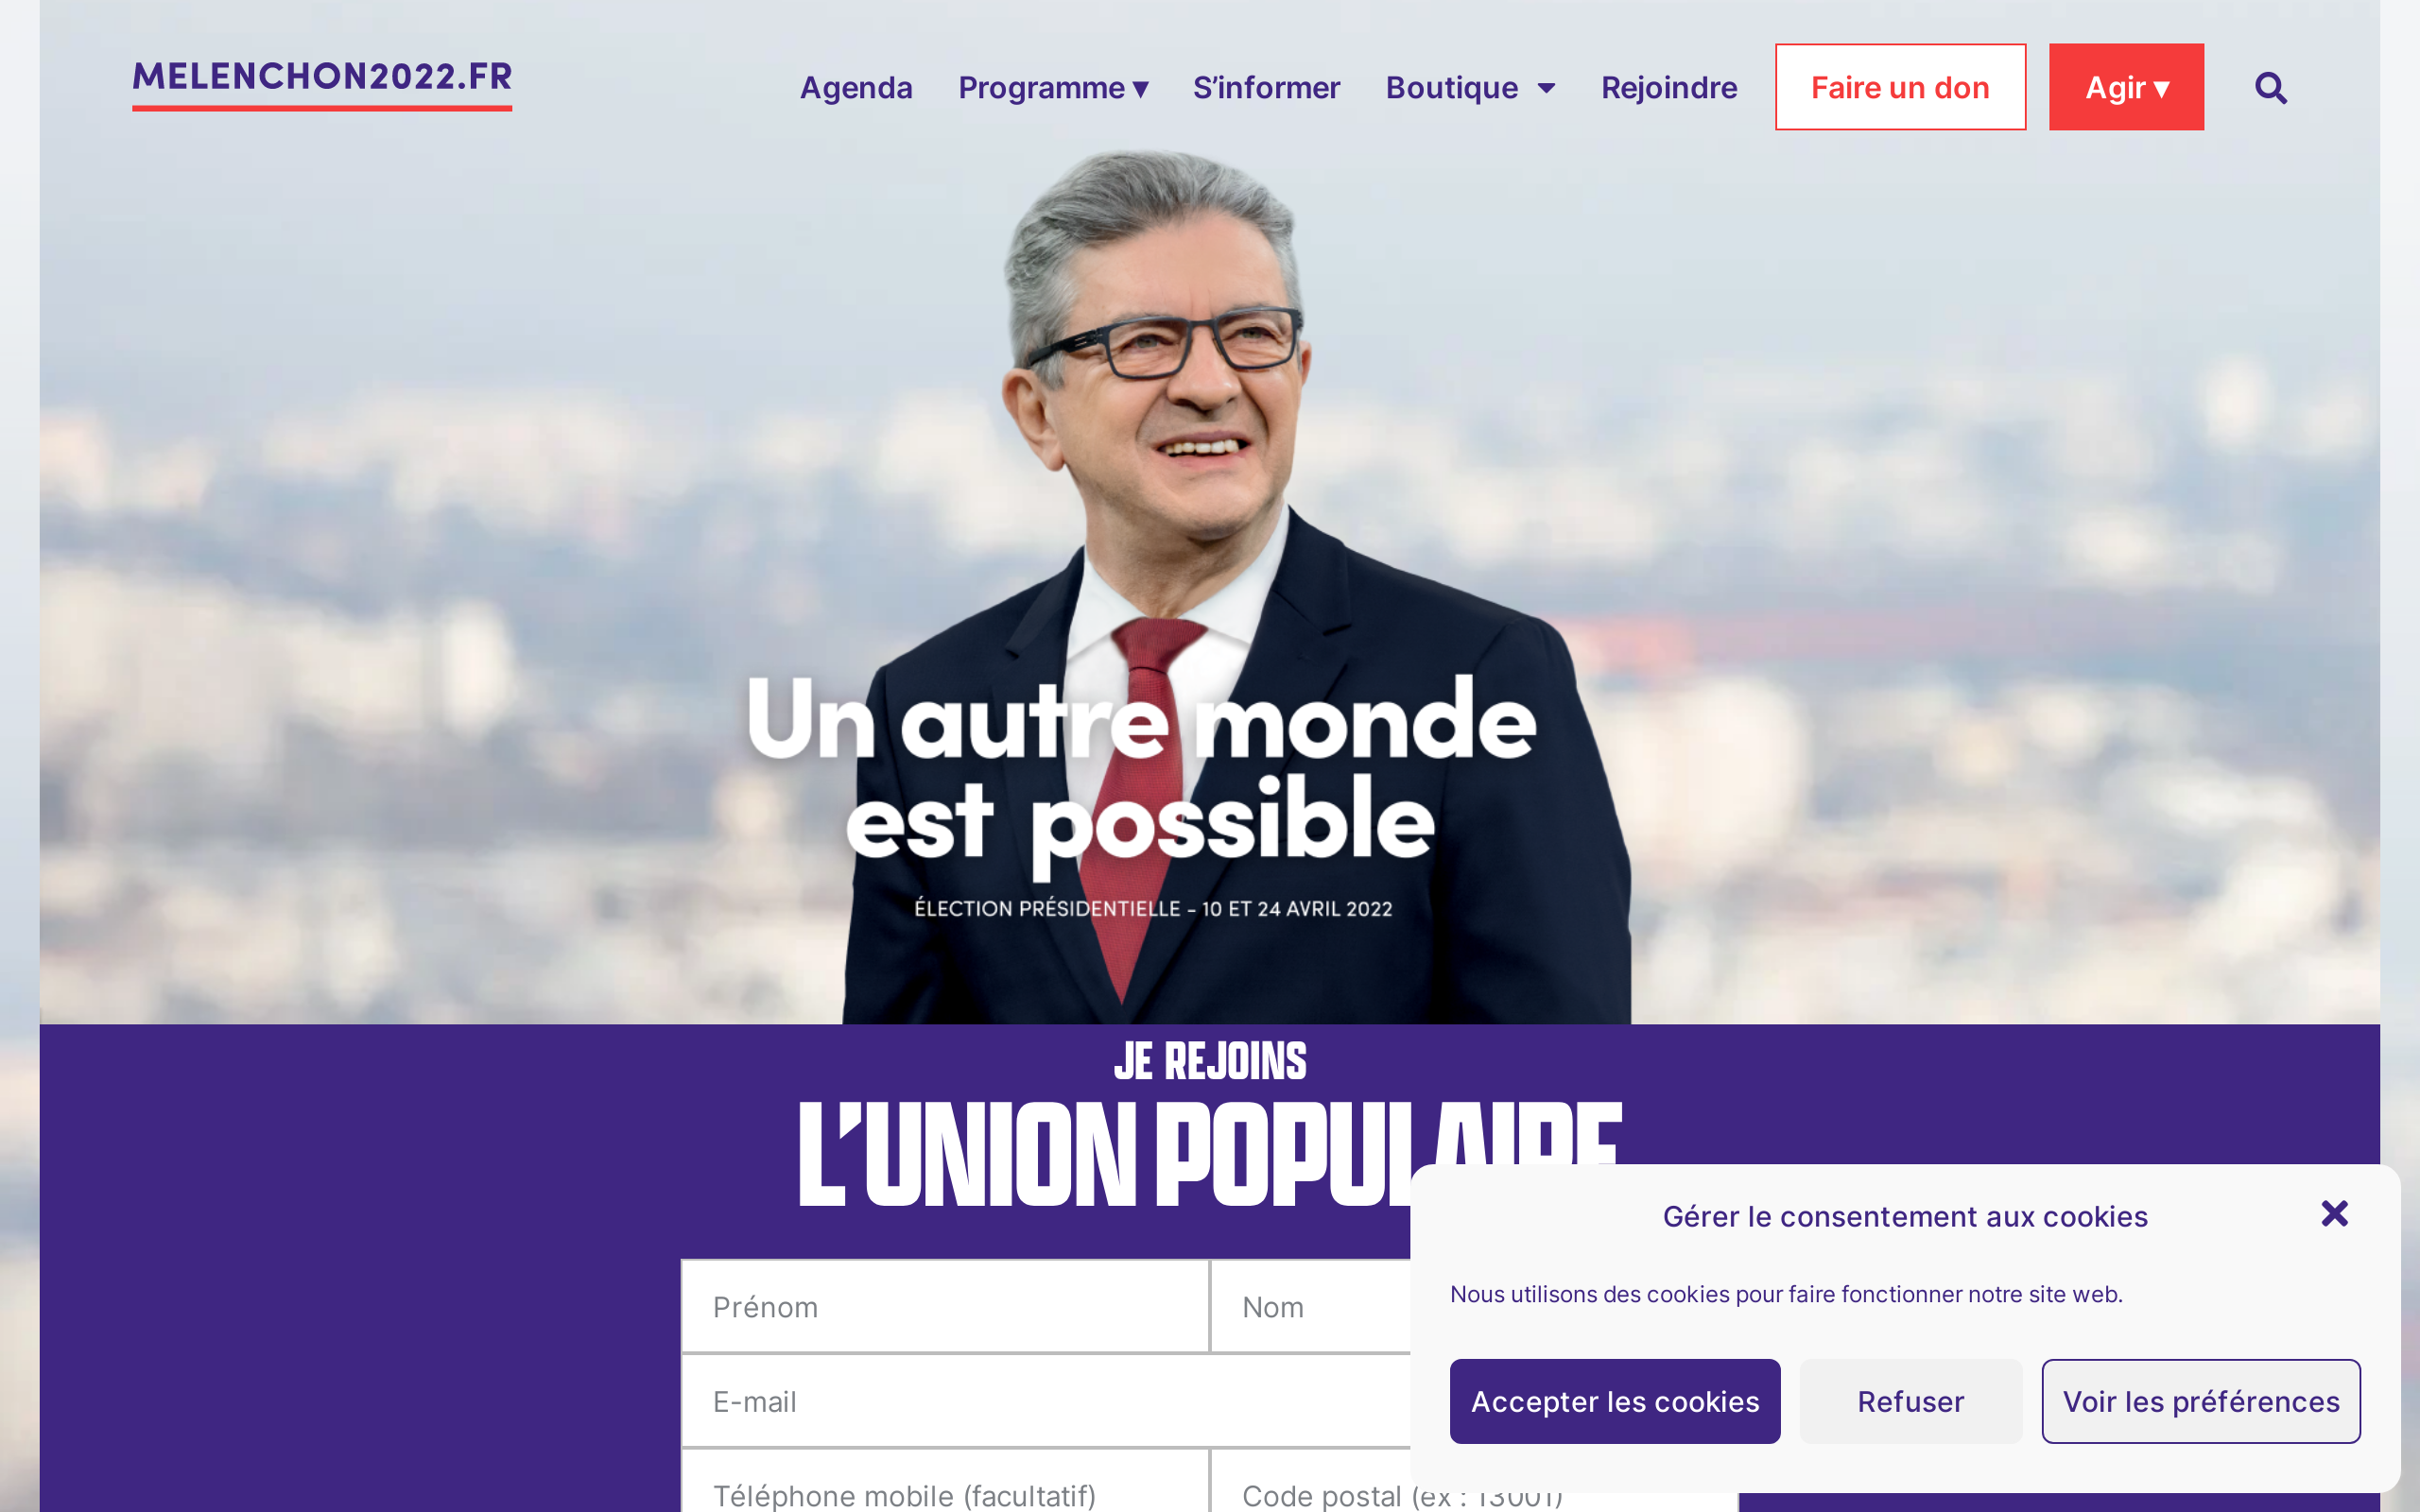 MELENCHON2022.FR
Agenda Programme ▾ S’informer Boutique Rejoindre Faire un don Agir ▾
Un autre monde
est possible
ÉLECTION PRÉSIDENTIELLE - 10 ET 24 AVRIL 2022
JE REJOINS
L’UNION POPULAIRE
Prénom Nom
E-mail
Téléphone mobile (facultatif) Code postal (ex : 13001)
Gérer le consentement aux cookies
Nous utilisons des cookies pour faire fonctionner notre site web.
Accepter les cookies Refuser Voir les préférences